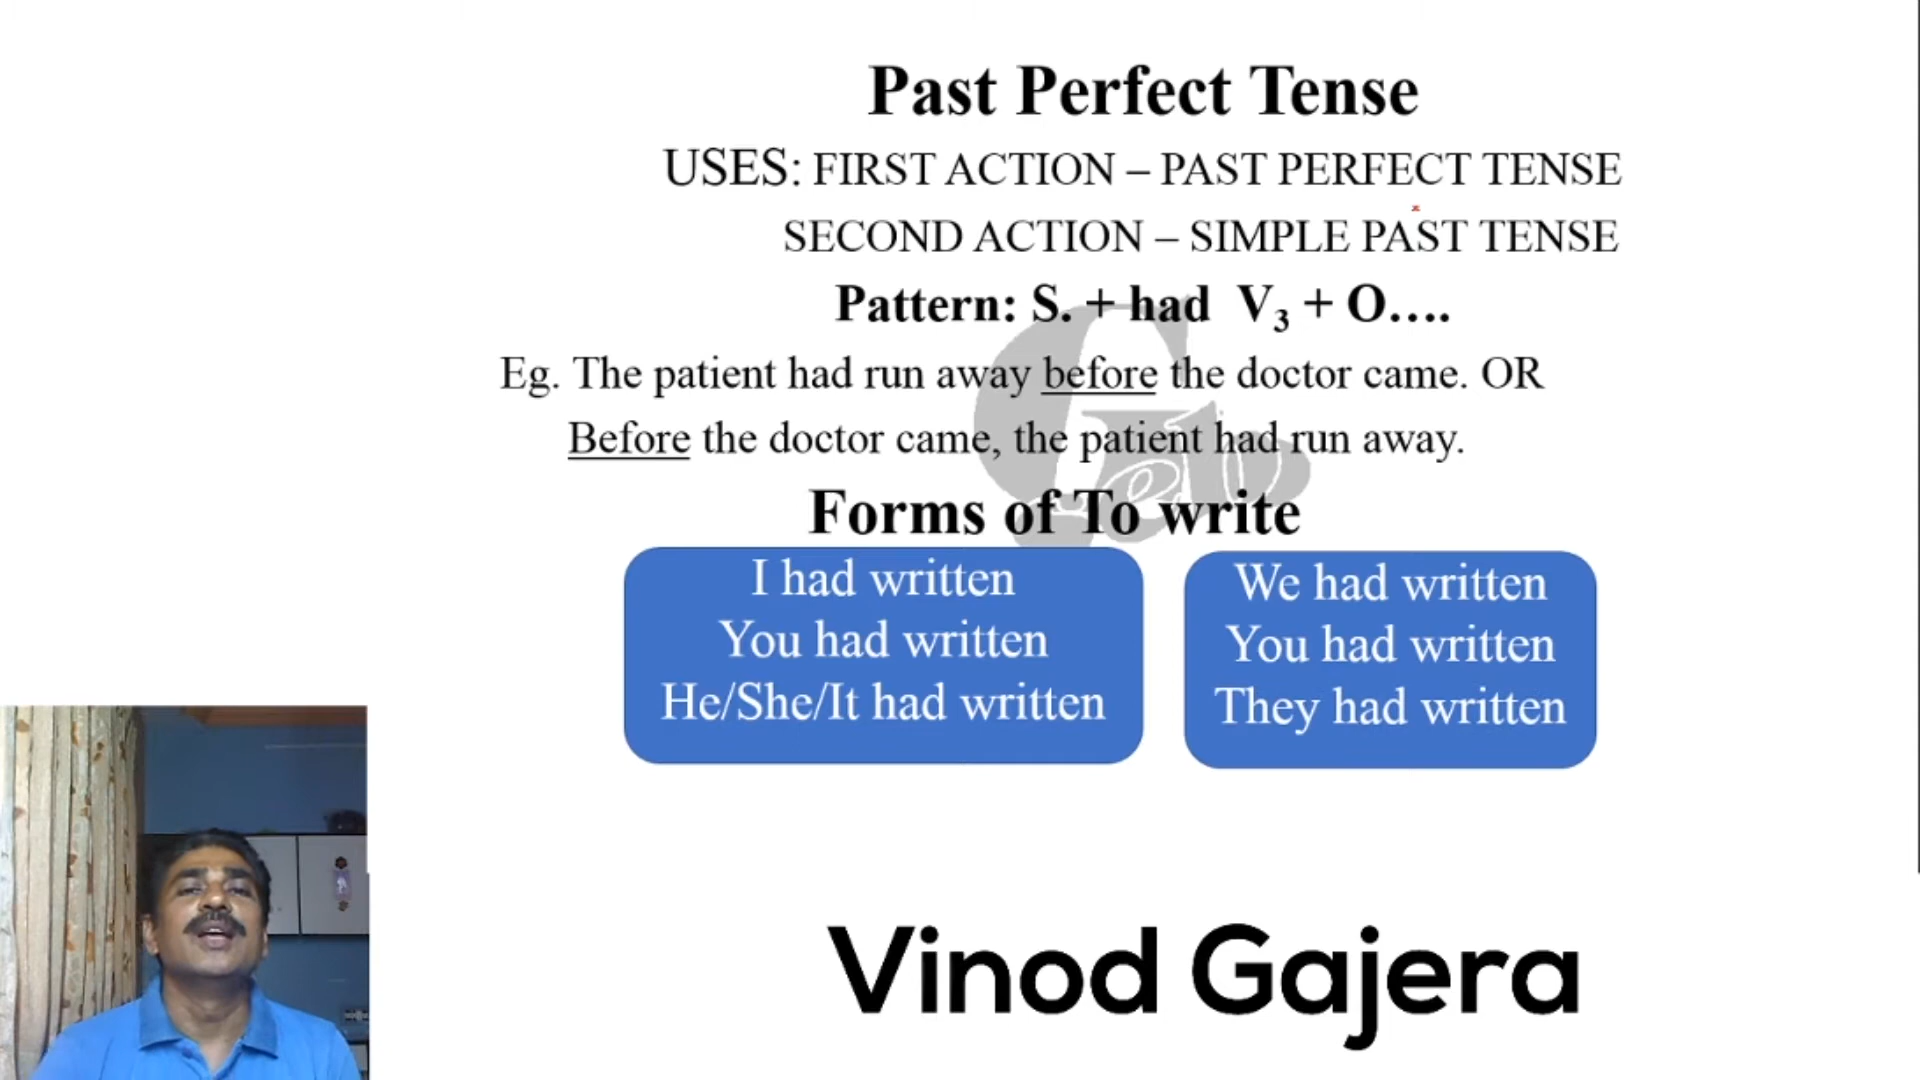 Past Perfect Tense
USES: FIRST ACTION – PAST PERFECT TENSE
SECOND ACTION – SIMPLE PAST TENSE
Pattern: S. + had V₃ + O….
Eg. The patient had run away before the doctor came. OR
Before the doctor came, the patient had run away.
Forms of To write
I had written
You had written
He/She/It had written
We had written
You had written
They had written
Vinod Gajera